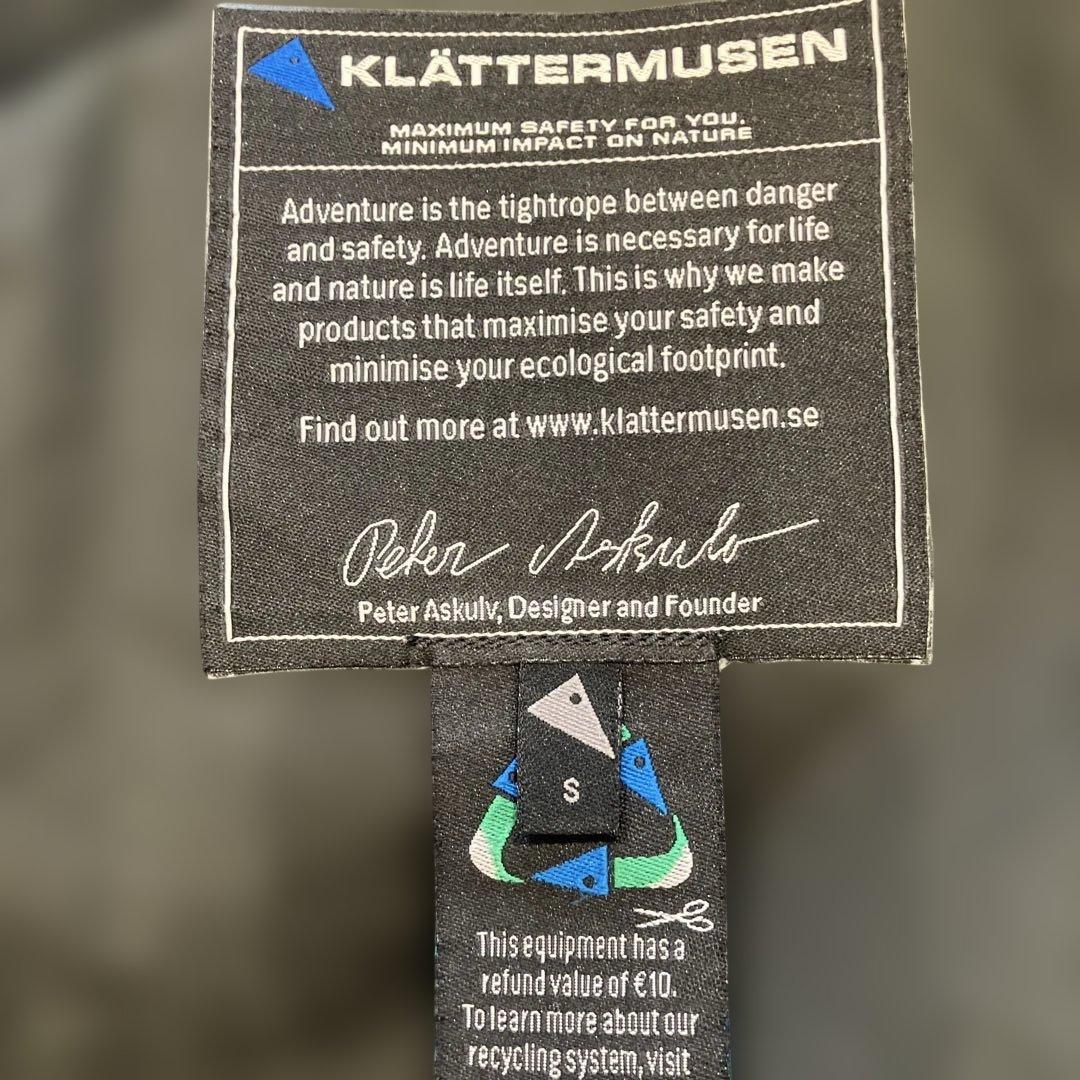 KLÄTTERMUSEN
MAXIMUM SAFETY FOR YOU.
MINIMUM IMPACT ON NATURE
Adventure is the tightrope between danger
and safety. Adventure is necessary for life
and nature is life itself. This is why we make
products that maximise your safety and
minimise your ecological footprint.
Find out more at www.klattermusen.se
Peter Askulv
Peter Askulv, Designer and Founder
S
This equipment has a
refund value of €10.
To learn more about our
recycling system, visit